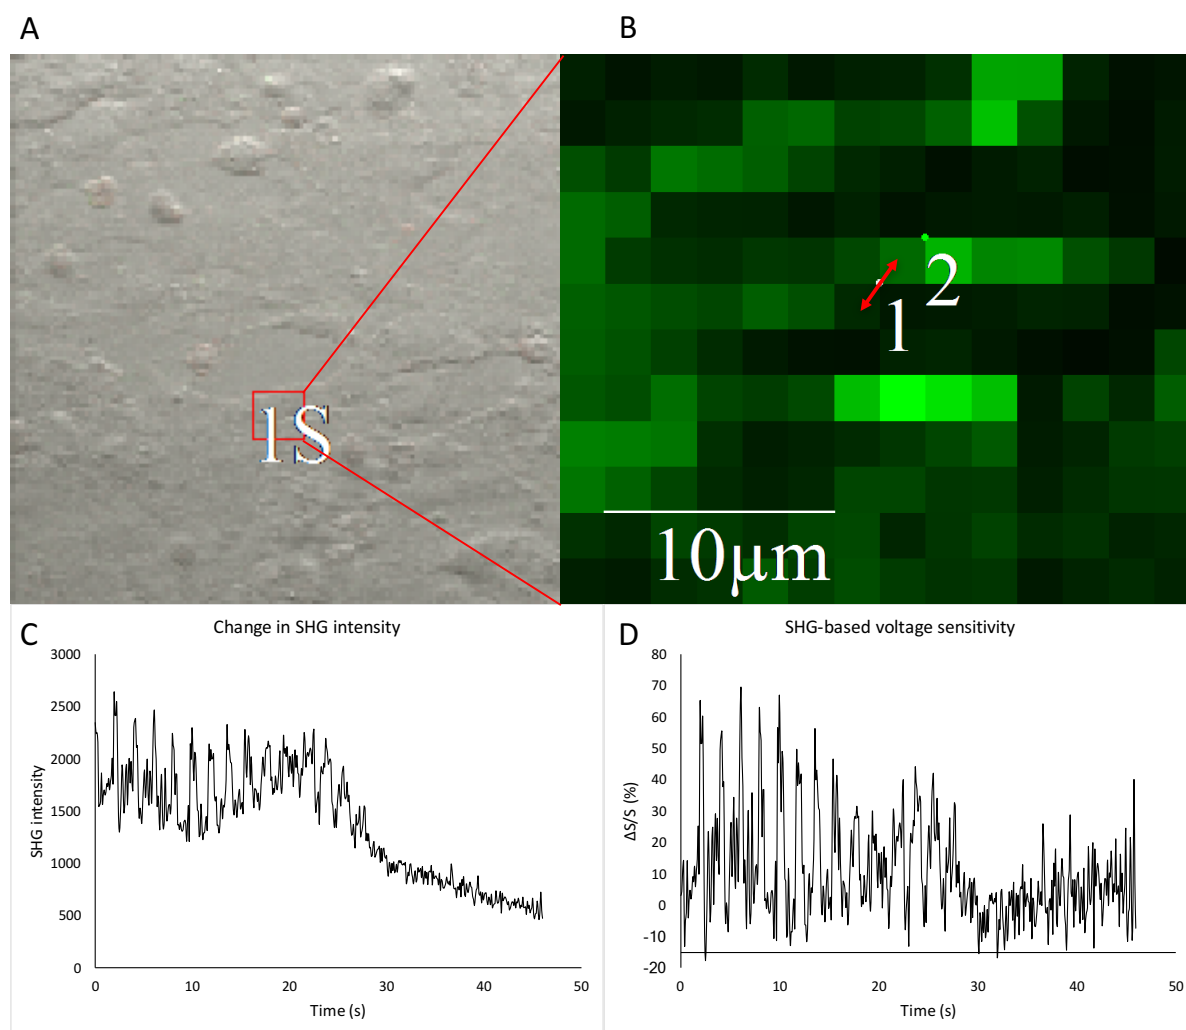 A
B
1S
2
1
10μm
C
Change in SHG intensity
3000
2500
2000
1500
1000
500
0
SHG intensity
0
10
20
30
40
50
Time (s)
D
SHG-based voltage sensitivity
80
70
60
50
40
30
20
10
0
-10
-20
ΔS/S (%)
0
10
20
30
40
50
Time (s)